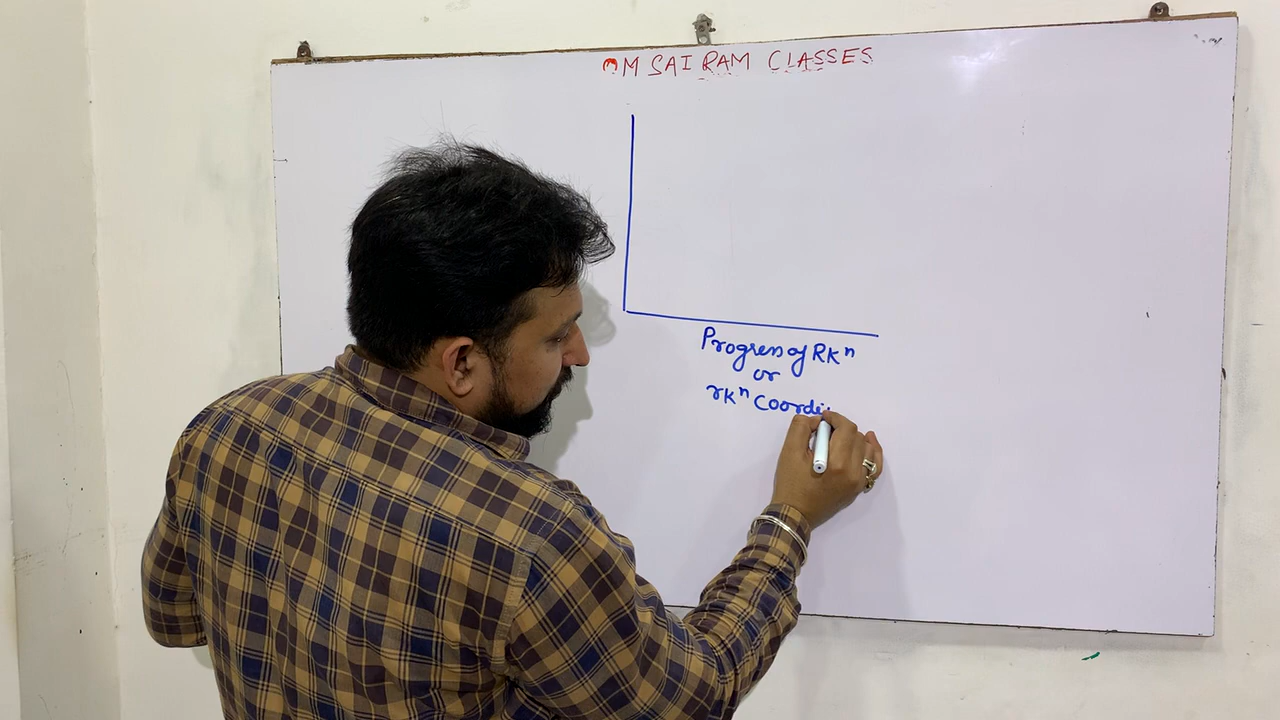 OM SAI RAM CLASSES
Progress of RKⁿ
or
rKⁿ Coordi